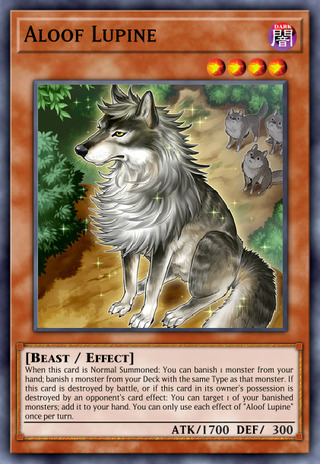 Aloof Lupine
DARK
闇
[Beast / Effect]
When this card is Normal Summoned: You can banish 1 monster from your
hand; banish 1 monster from your Deck with the same Type as that monster. If
this card is destroyed by battle, or if this card in its owner's possession is
destroyed by an opponent's card effect: You can target 1 of your banished
monsters; add it to your hand. You can only use each effect of "Aloof Lupine"
once per turn.
ATK/1700 DEF/ 300